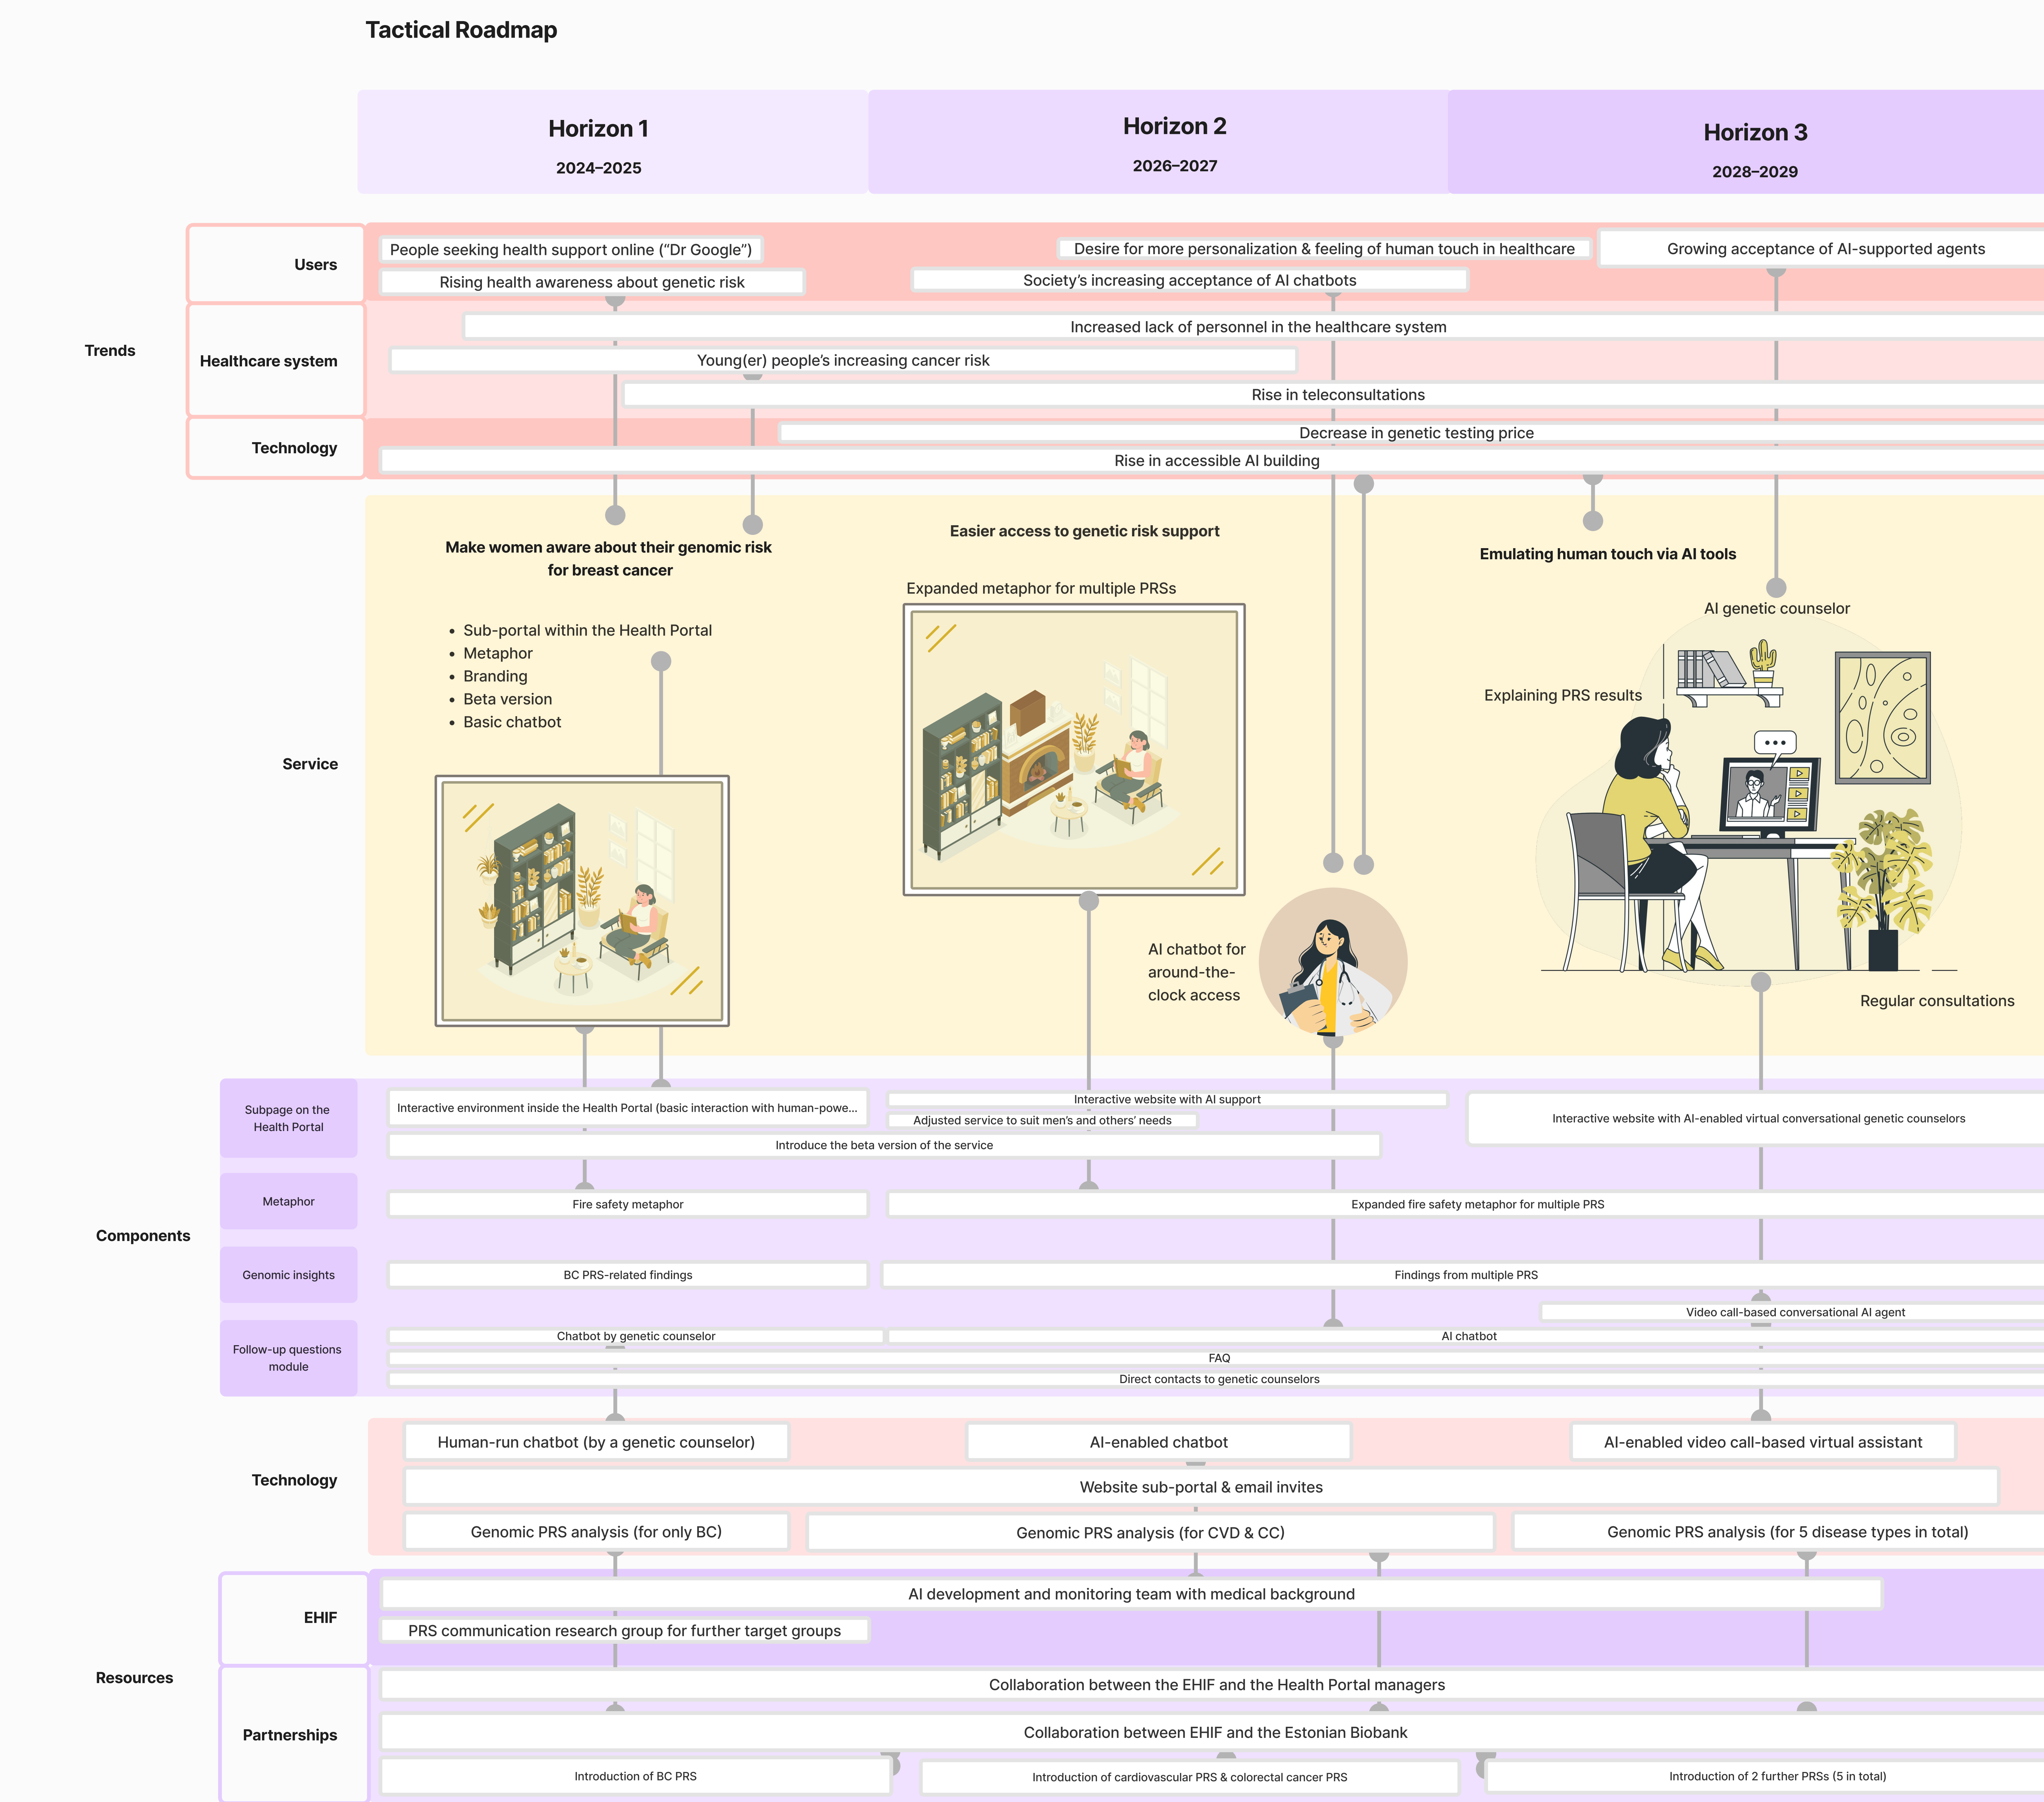 Tactical Roadmap
Horizon 1
2024–2025
Horizon 2
2026–2027
Horizon 3
2028–2029
Trends
Users
People seeking health support online (“Dr Google”)
Desire for more personalization & feeling of human touch in healthcare
Growing acceptance of AI-supported agents
Rising health awareness about genetic risk
Society’s increasing acceptance of AI chatbots
Healthcare system
Increased lack of personnel in the healthcare system
Young(er) people’s increasing cancer risk
Rise in teleconsultations
Technology
Decrease in genetic testing price
Rise in accessible AI building
Service
Make women aware about their genomic risk
for breast cancer
• Sub-portal within the Health Portal
• Metaphor
• Branding
• Beta version
• Basic chatbot
Easier access to genetic risk support
Expanded metaphor for multiple PRSs
AI chatbot for
around-the-
clock access
Emulating human touch via AI tools
AI genetic counselor
Explaining PRS results
Regular consultations
Components
Subpage on the
Health Portal
Interactive environment inside the Health Portal (basic interaction with human-powe...
Interactive website with AI support
Adjusted service to suit men’s and others’ needs
Interactive website with AI-enabled virtual conversational genetic counselors
Introduce the beta version of the service
Metaphor
Fire safety metaphor
Expanded fire safety metaphor for multiple PRS
Genomic insights
BC PRS-related findings
Findings from multiple PRS
Video call-based conversational AI agent
Follow-up questions
module
Chatbot by genetic counselor
AI chatbot
FAQ
Direct contacts to genetic counselors
Technology
Human-run chatbot (by a genetic counselor)
AI-enabled chatbot
AI-enabled video call-based virtual assistant
Website sub-portal & email invites
Genomic PRS analysis (for only BC)
Genomic PRS analysis (for CVD & CC)
Genomic PRS analysis (for 5 disease types in total)
Resources
EHIF
AI development and monitoring team with medical background
PRS communication research group for further target groups
Partnerships
Collaboration between the EHIF and the Health Portal managers
Collaboration between EHIF and the Estonian Biobank
Introduction of BC PRS
Introduction of cardiovascular PRS & colorectal cancer PRS
Introduction of 2 further PRSs (5 in total)